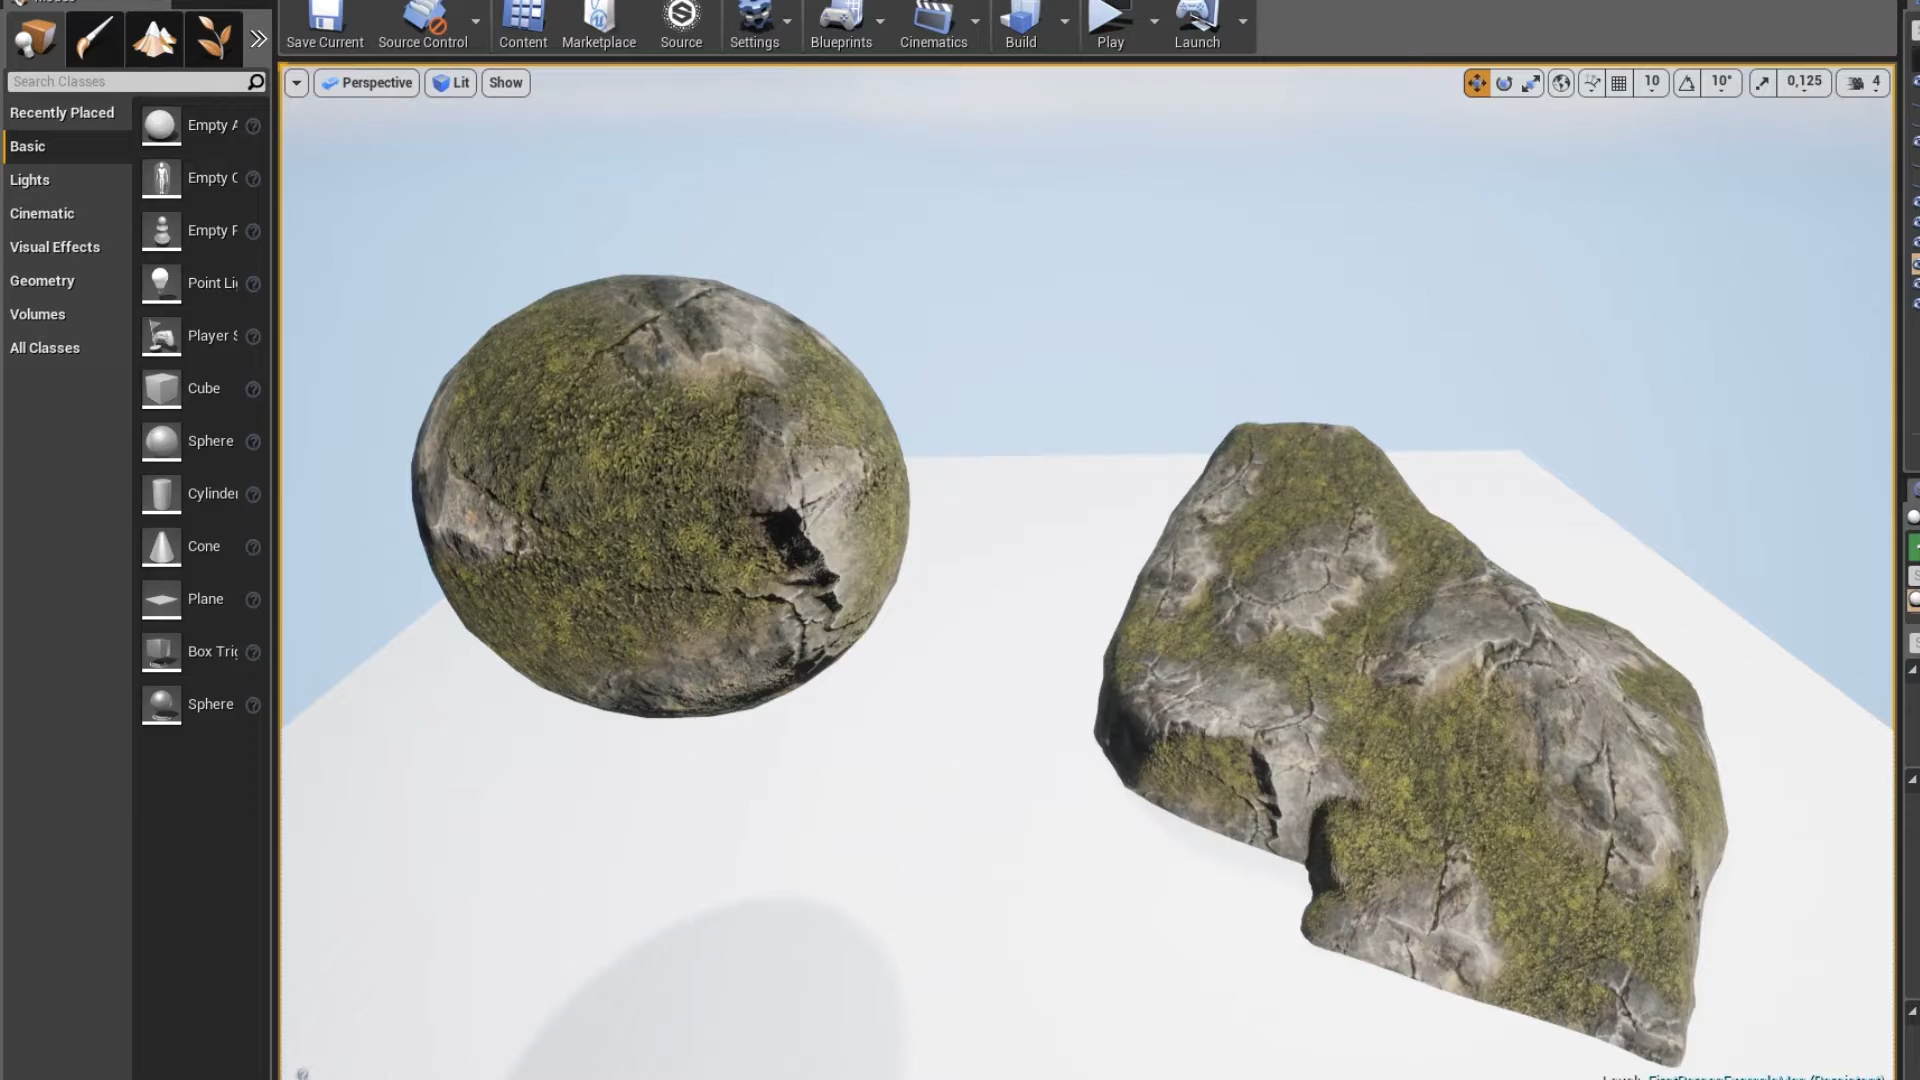 Save Current
Source Control
Content
Marketplace
Source
Settings
Blueprints
Cinematics
Build
Play
Launch
Search Classes
Perspective
Lit
Show
10
10°
0,125
4
Recently Placed
Basic
Lights
Cinematic
Visual Effects
Geometry
Volumes
All Classes
Empty A
Empty C
Empty P
Point Li
Player S
Cube
Sphere
Cylinder
Cone
Plane
Box Trig
Sphere